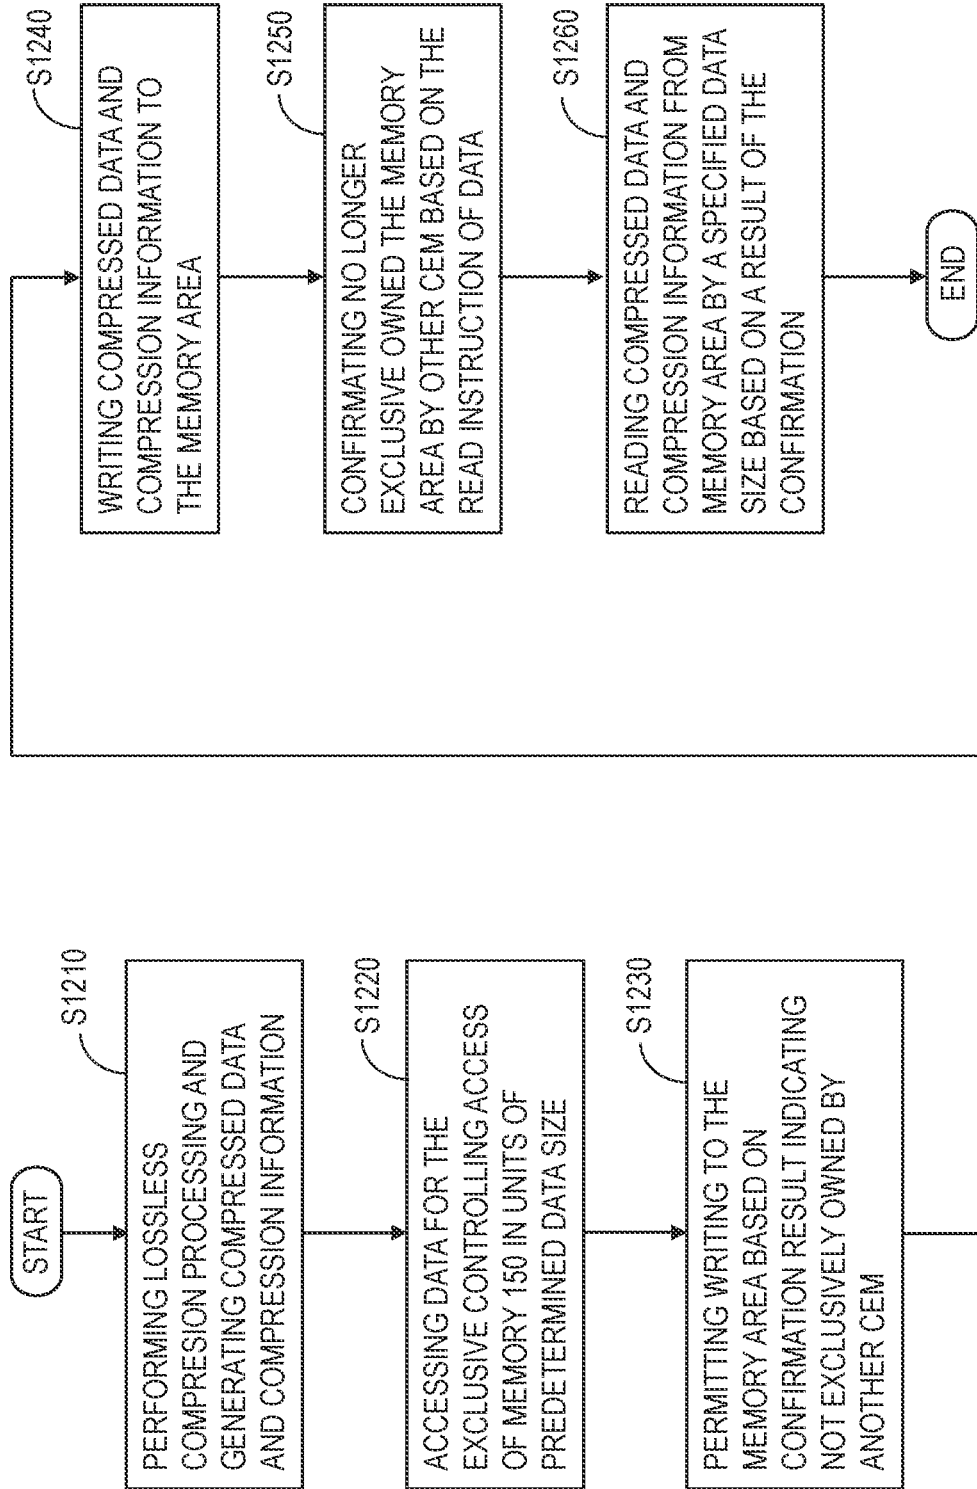 START
S1210
PERFORMING LOSSLESS
COMPRESION PROCESSING AND
GENERATING COMPRESSED DATA
AND COMPRESSION INFORMATION
S1220
ACCESSING DATA FOR THE
EXCLUSIVE CONTROLLING ACCESS
OF MEMORY 150 IN UNITS OF
PREDETERMINED DATA SIZE
S1230
PERMITTING WRITING TO THE
MEMORY AREA BASED ON
CONFIRMATION RESULT INDICATING
NOT EXCLUSIVELY OWNED BY
ANOTHER CEM
S1240
WRITING COMPRESSED DATA AND
COMPRESSION INFORMATION TO
THE MEMORY AREA
S1250
CONFIRMATING NO LONGER
EXCLUSIVE OWNED THE MEMORY
AREA BY OTHER CEM BASED ON THE
READ INSTRUCTION OF DATA
S1260
READING COMPRESSED DATA AND
COMPRESSION INFORMATION FROM
MEMORY AREA BY A SPECIFIED DATA
SIZE BASED ON A RESULT OF THE
CONFIRMATION
END